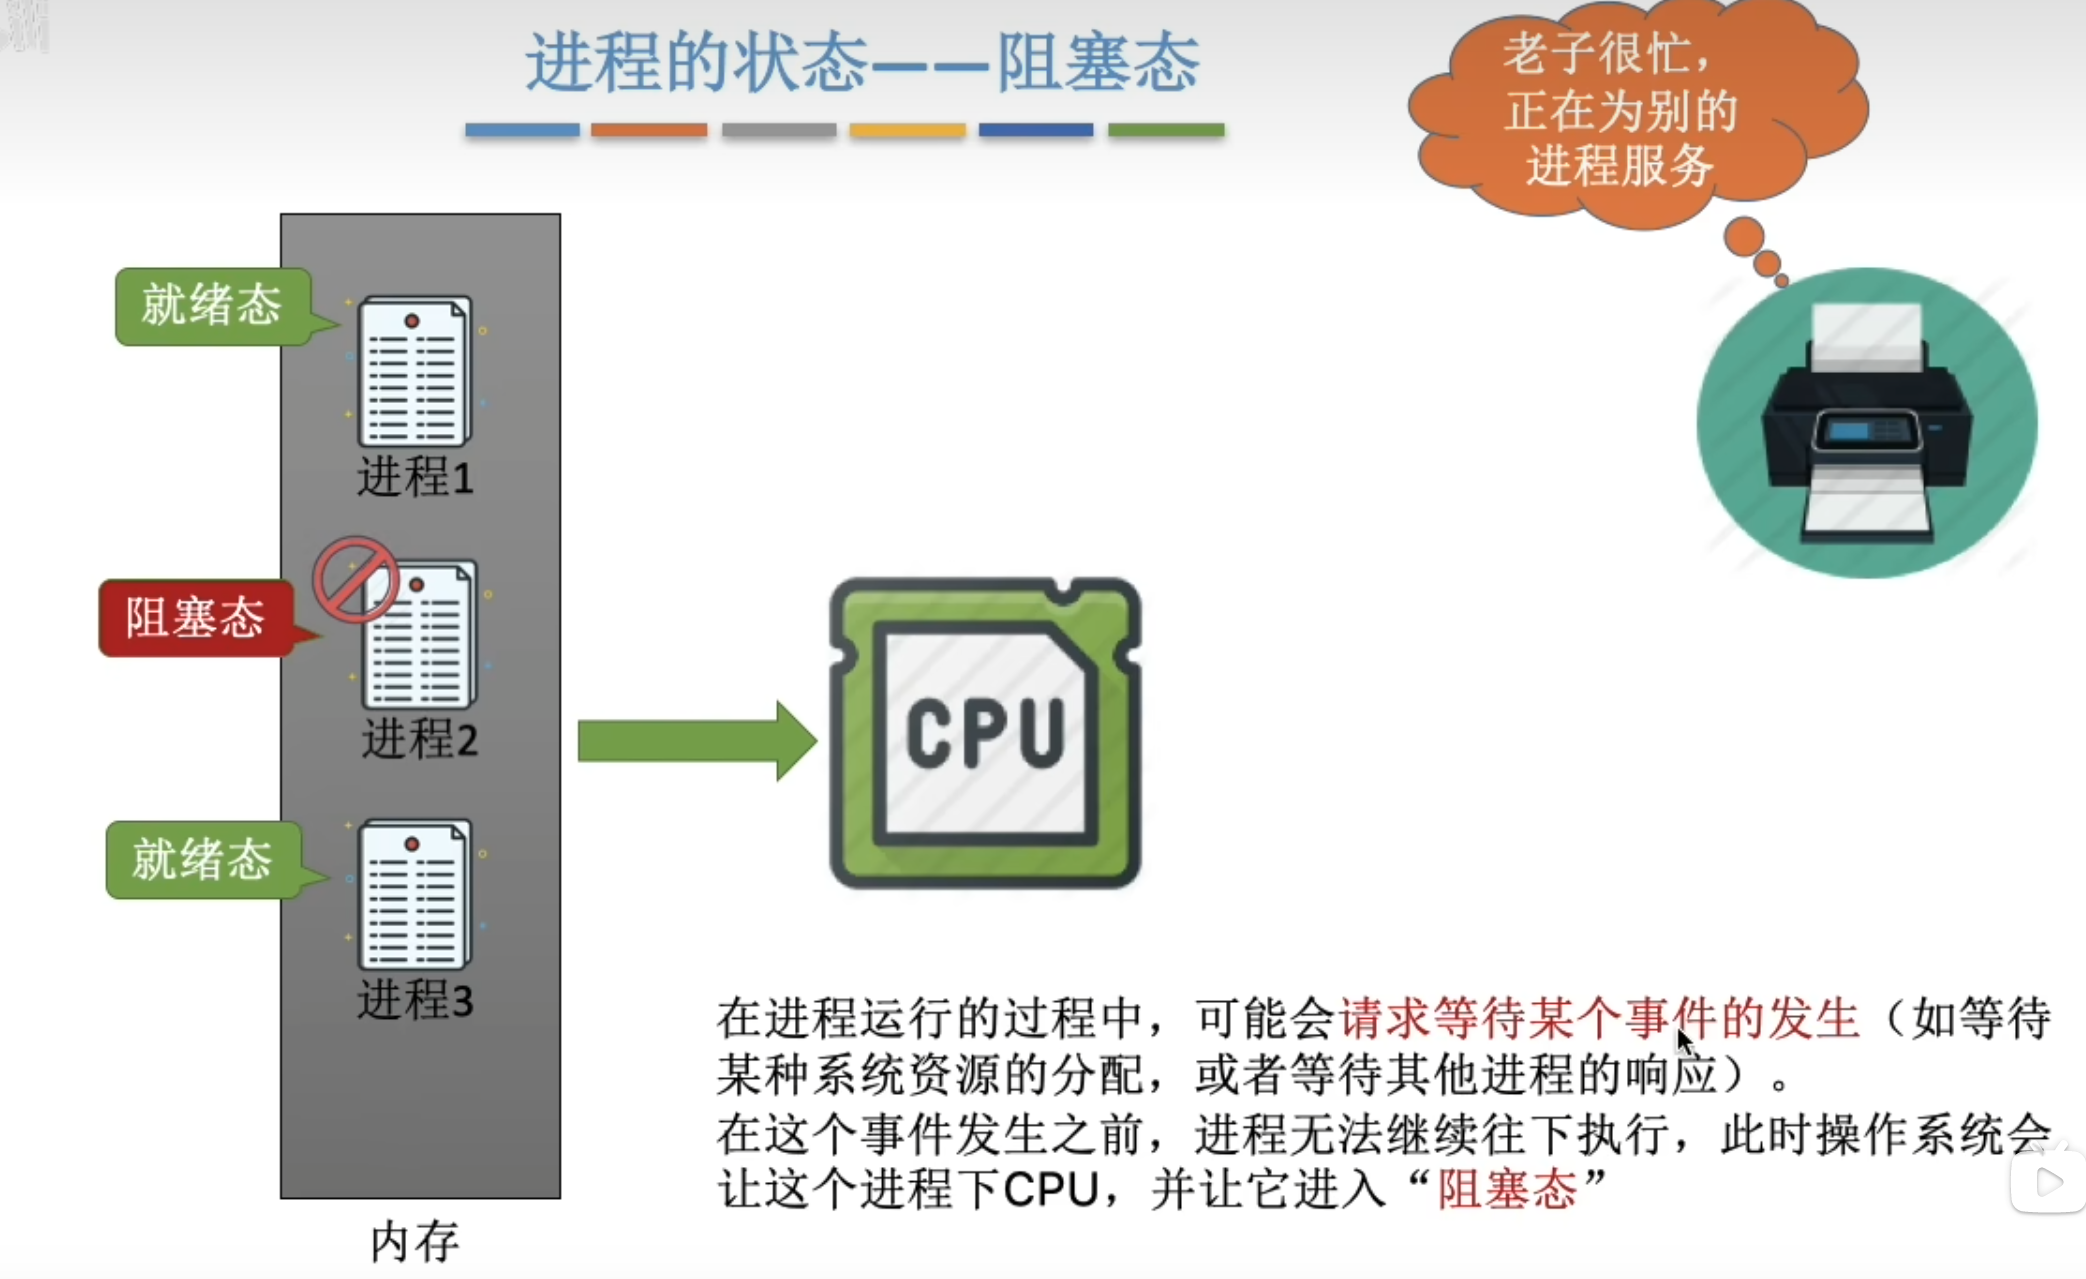 进程的状态——阻塞态
老子很忙，
正在为别的
进程服务
就绪态
进程1
阻塞态
进程2
就绪态
进程3
内存
CPU
在进程运行的过程中，可能会请求等待某个事件的发生（如等待
某种系统资源的分配，或者等待其他进程的响应）。
在这个事件发生之前，进程无法继续往下执行，此时操作系统会
让这个进程下CPU，并让它进入“阻塞态”